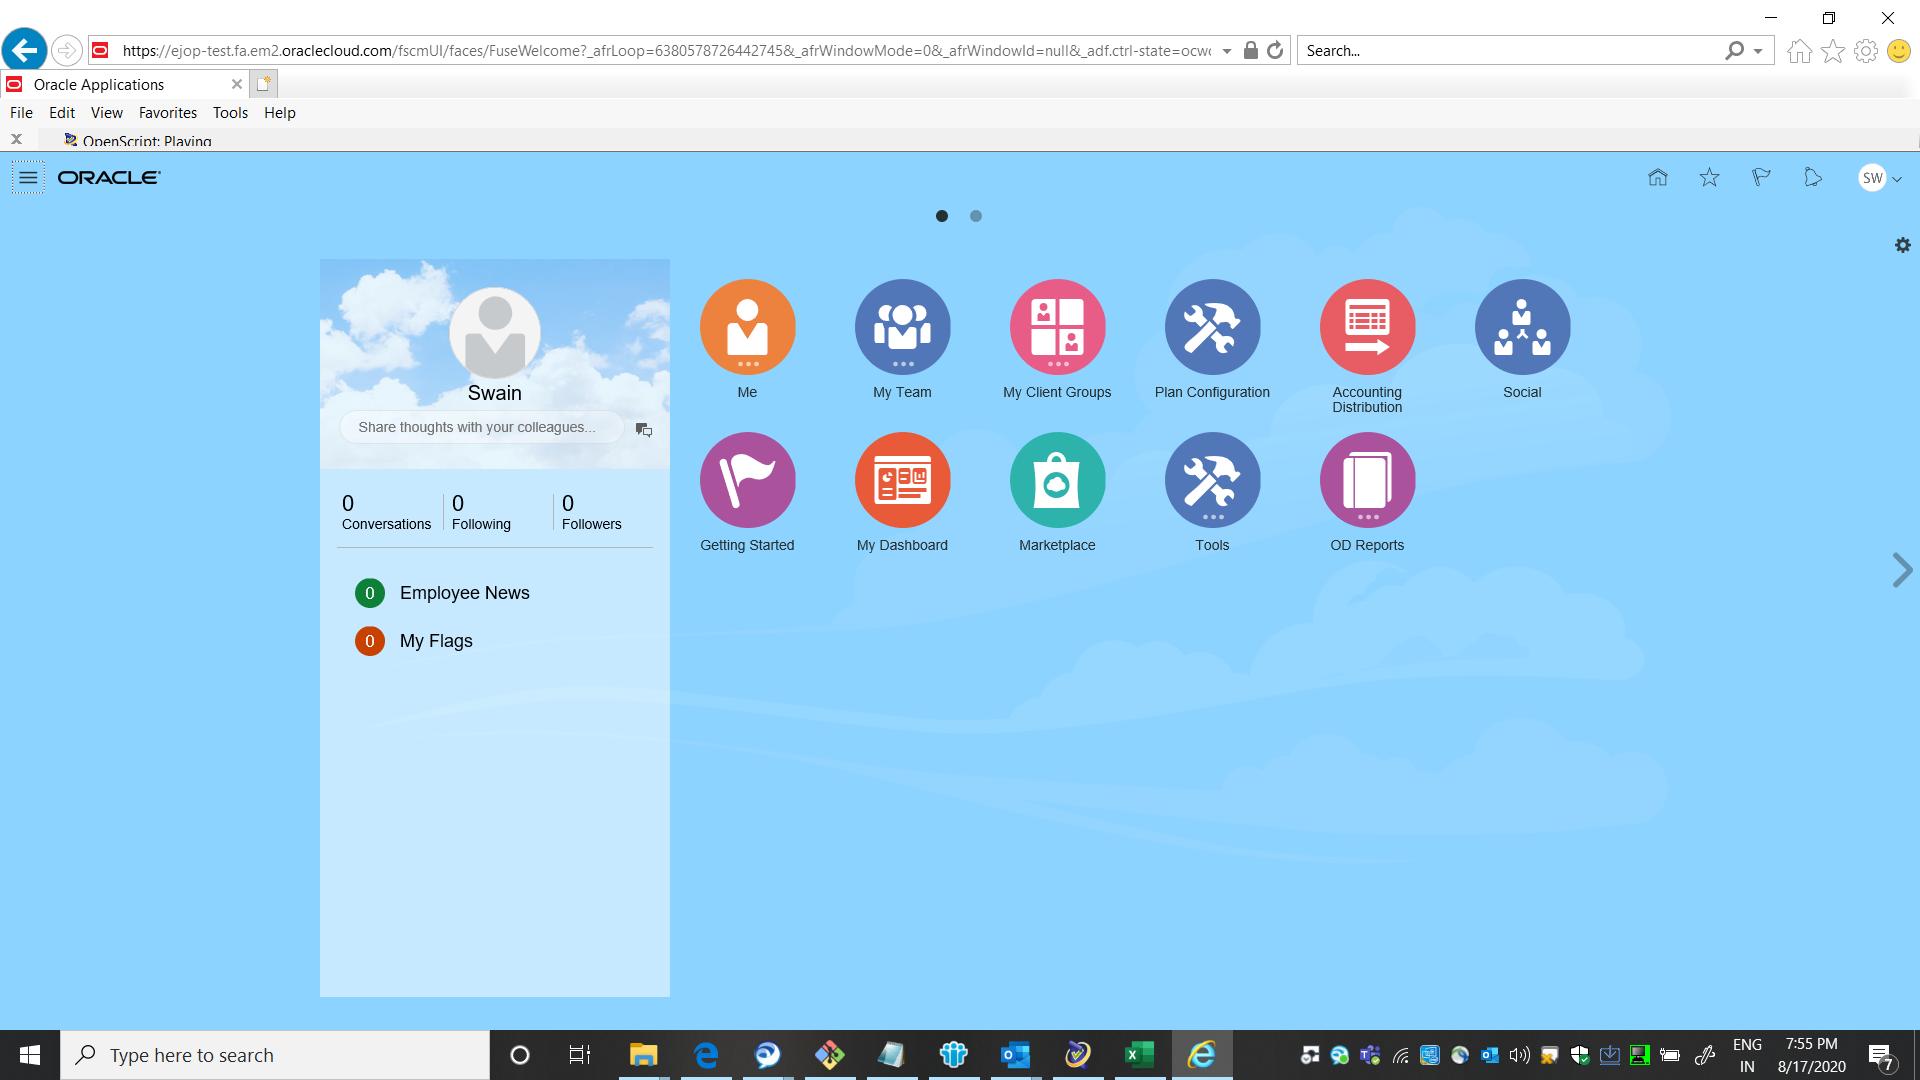 https://ejop-test.fa.em2.oraclecloud.com/fscmUI/faces/FuseWelcome?_afrLoop=6380578726442745&_afrWindowMode=0&_afrWindowId=null&_adf.ctrl-state=ocw
Search...
Oracle Applications
File Edit View Favorites Tools Help
x OpenScript: Playing
ORACLE
SW
Swain
Share thoughts with your colleagues...
0 0 0
Conversations Following Followers
0 Employee News
0 My Flags
Me My Team My Client Groups Plan Configuration Accounting Social
Distribution
Getting Started My Dashboard Marketplace Tools OD Reports
Type here to search
ENG
IN
7:55 PM
8/17/2020
7